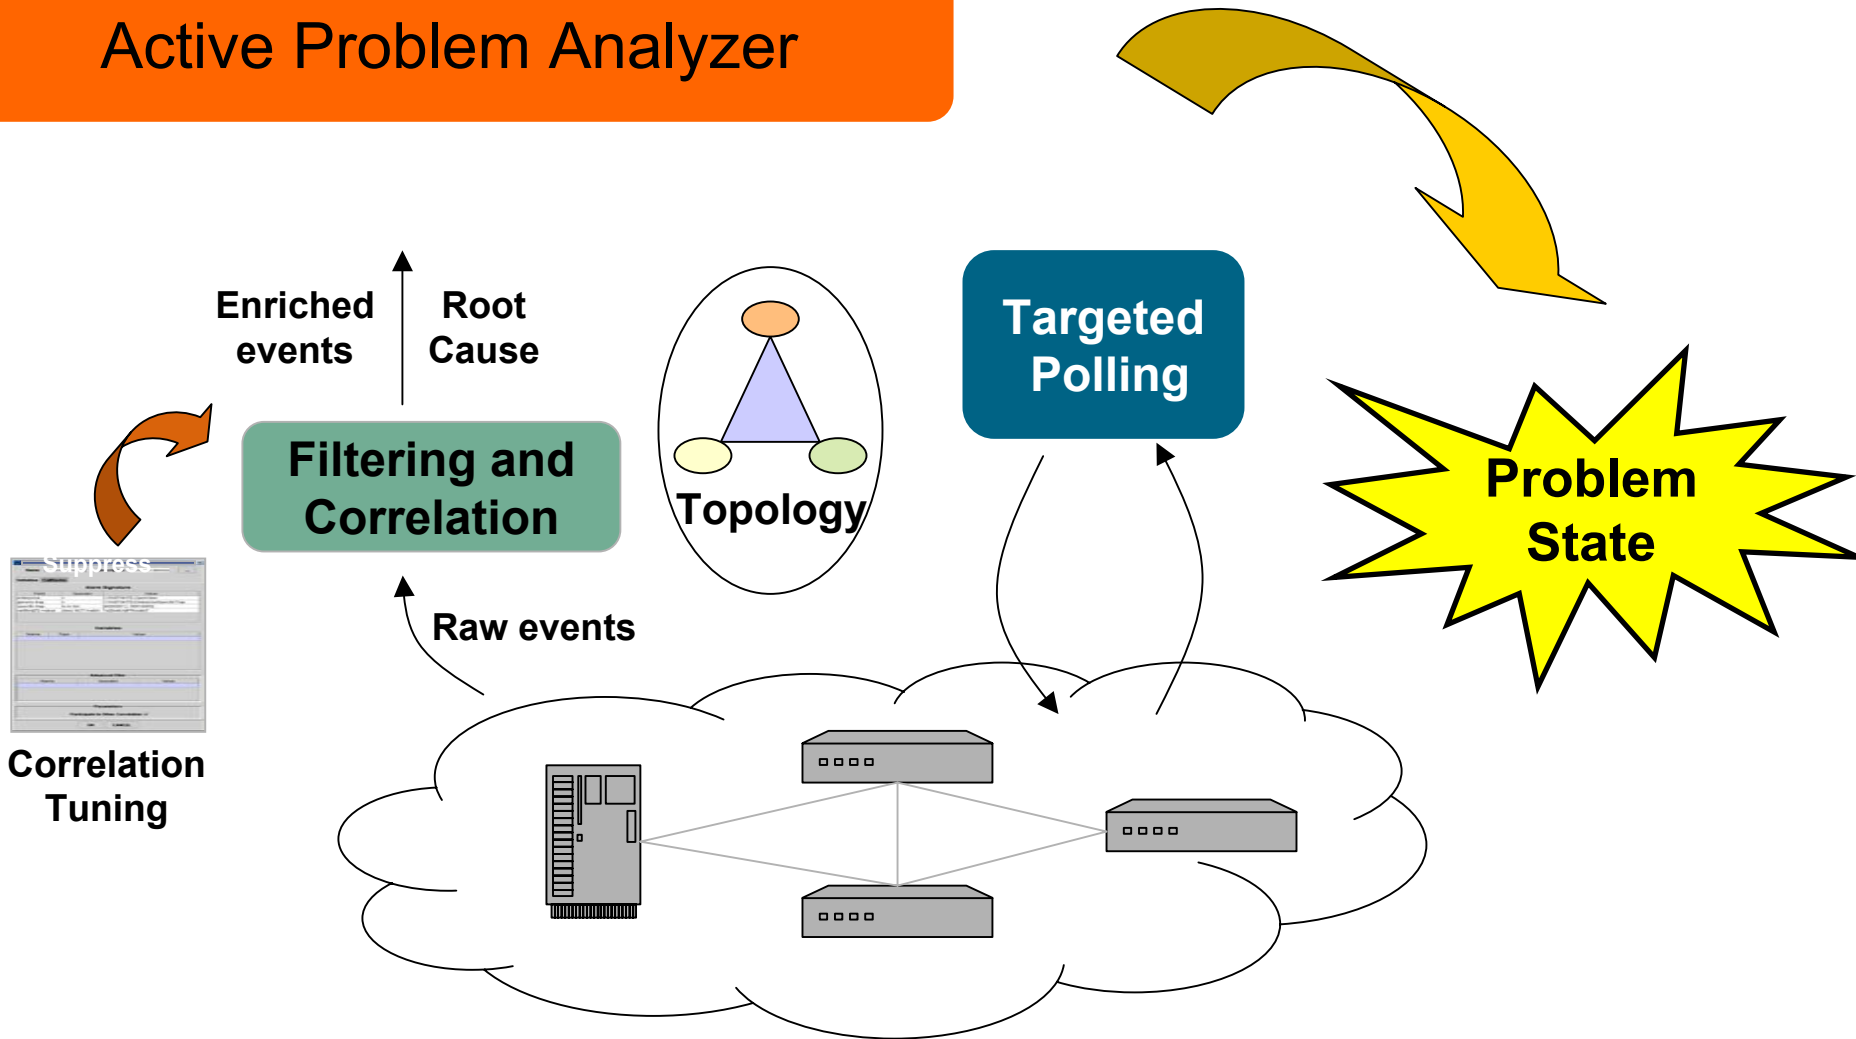 Active Problem Analyzer
Enriched
events
Root
Cause
Targeted
Polling
Filtering and
Correlation
Topology
Problem
State
Suppress
Raw events
Correlation
Tuning